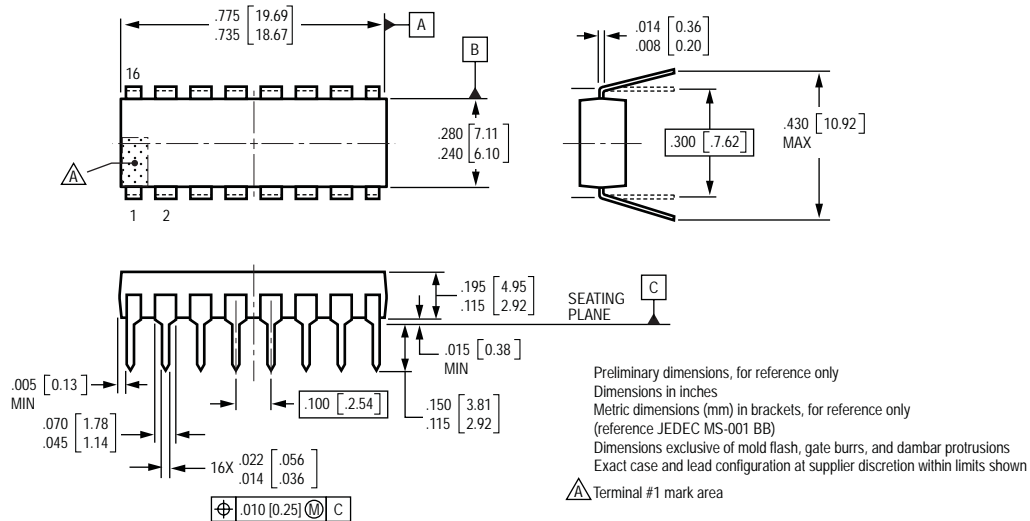 .775 [19.69]
.735 [18.67]
A
B
16
.280 [7.11]
.240 [6.10]
A
1 2
.014 [0.36]
.008 [0.20]
.300 [.7.62]
.430 [10.92]
MAX
.195 [4.95]
.115 [2.92]
SEATING
PLANE
C
.015 [0.38]
MIN
.005 [0.13]
MIN
.100 [.2.54]
.150 [3.81]
.115 [2.92]
.070 [1.78]
.045 [1.14]
16X .022 [.056]
.014 [.036]
⌖ .010 [0.25] Ⓜ C
Preliminary dimensions, for reference only
Dimensions in inches
Metric dimensions (mm) in brackets, for reference only
(reference JEDEC MS-001 BB)
Dimensions exclusive of mold flash, gate burrs, and dambar protrusions
Exact case and lead configuration at supplier discretion within limits shown
A Terminal #1 mark area